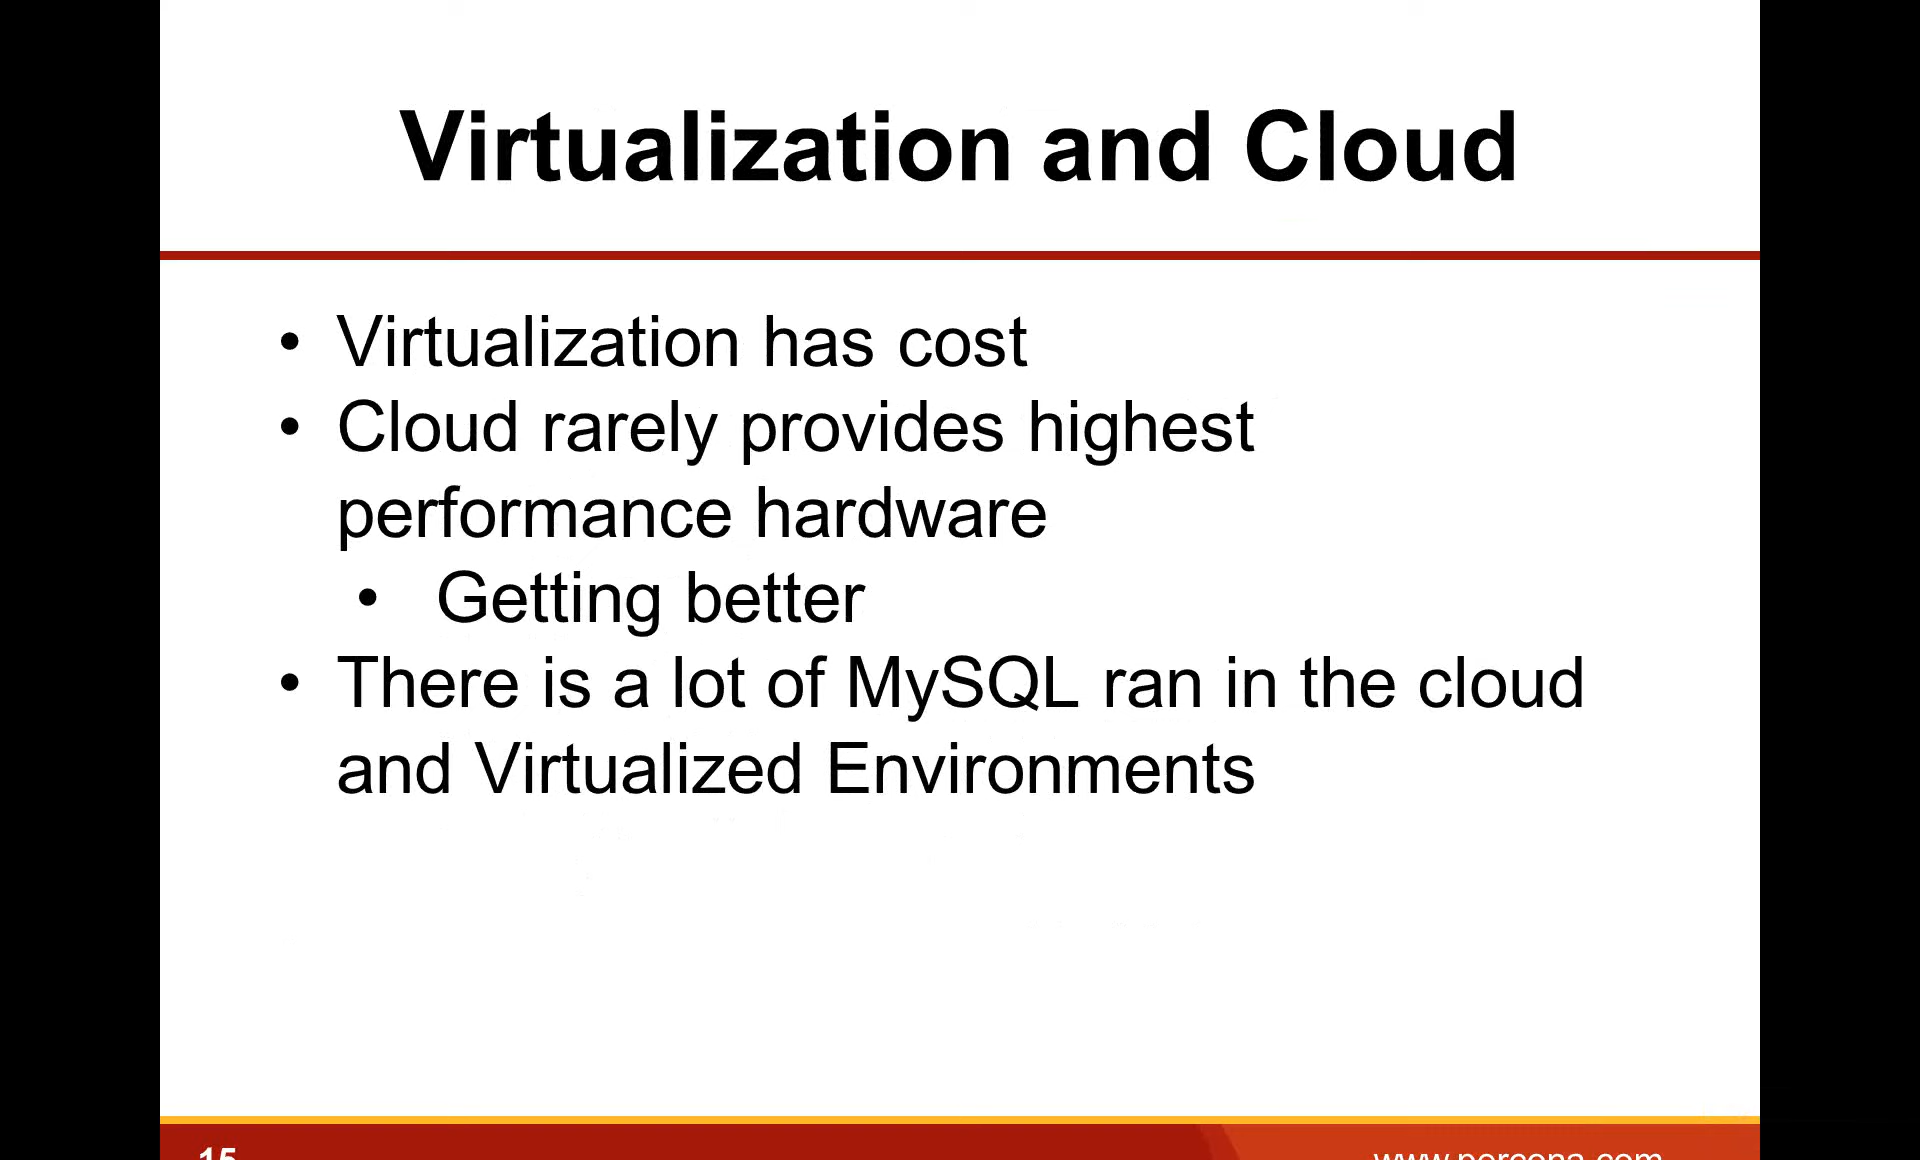 Virtualization and Cloud
• Virtualization has cost
• Cloud rarely provides highest
performance hardware
• Getting better
• There is a lot of MySQL ran in the cloud
and Virtualized Environments
15
www.percona.com